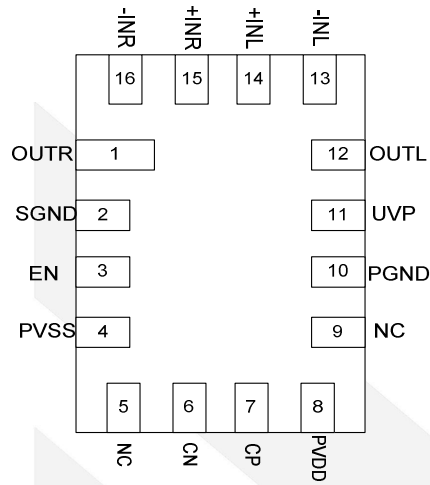 -INR +INR +INL -INL
16 15 14 13
OUTR 1 12 OUTL
SGND 2 11 UVP
EN 3 10 PGND
PVSS 4 9 NC
5 6 7 8
NC CN CP PVDD